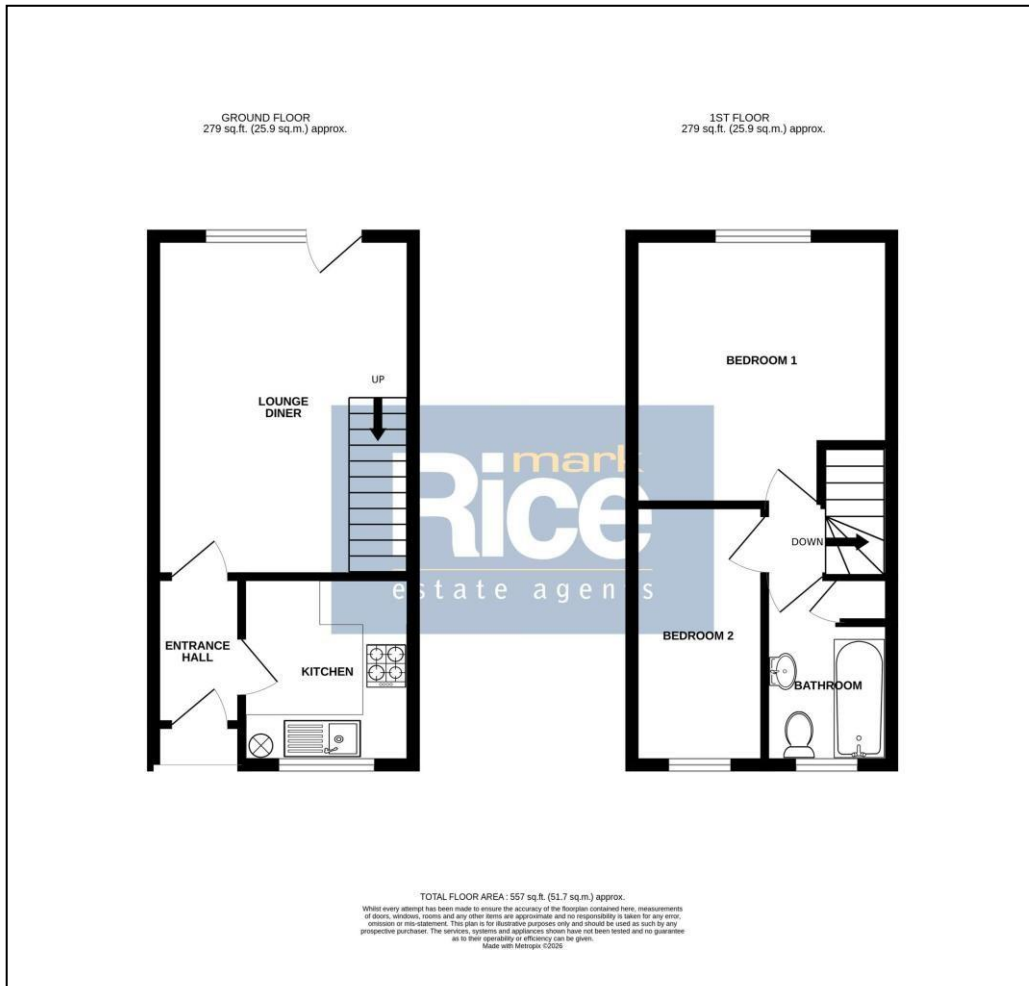 GROUND FLOOR
279 sq.ft. (25.9 sq.m.) approx.
1ST FLOOR
279 sq.ft. (25.9 sq.m.) approx.
UP
LOUNGE
DINER
ENTRANCE
HALL
KITCHEN
BEDROOM 1
DOWN
BEDROOM 2
BATHROOM
mark
Rice
estate agents
TOTAL FLOOR AREA : 557 sq.ft. (51.7 sq.m.) approx.
Whilst every attempt has been made to ensure the accuracy of the floorplan contained here, measurements
of doors, windows, rooms and any other items are approximate and no responsibility is taken for any error,
omission or mis-statement. This plan is for illustrative purposes only and should be used as such by any
prospective purchaser. The services, systems and appliances shown have not been tested and no guarantee
as to their operability or efficiency can be given.
Made with Metropix ©2026